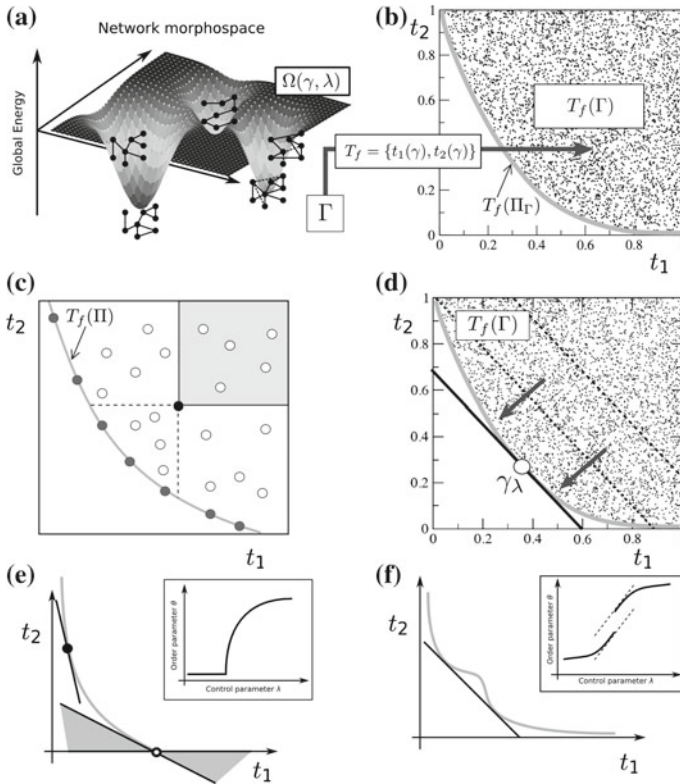 (a)
Network morphospace
Global Energy
Ω(γ, λ)
Γ
T_f = {t_1(γ), t_2(γ)}
(b)
t_2
1
0.8
0.6
0.2
0
T_f(Γ)
T_f(Π_Γ)
0 0.2 0.4 0.6 0.8
t_1
(c)
t_2
T_f(Π)
t_1
(d)
t_2
1
0.8
0.6
0.4
0.2
0
T_f(Γ)
γ_λ
0 0.2 0.4 0.6 0.8
t_1
(e)
t_2
Order parameter θ
Control parameter λ
t_1
(f)
t_2
Order parameter θ
Control parameter λ
t_1